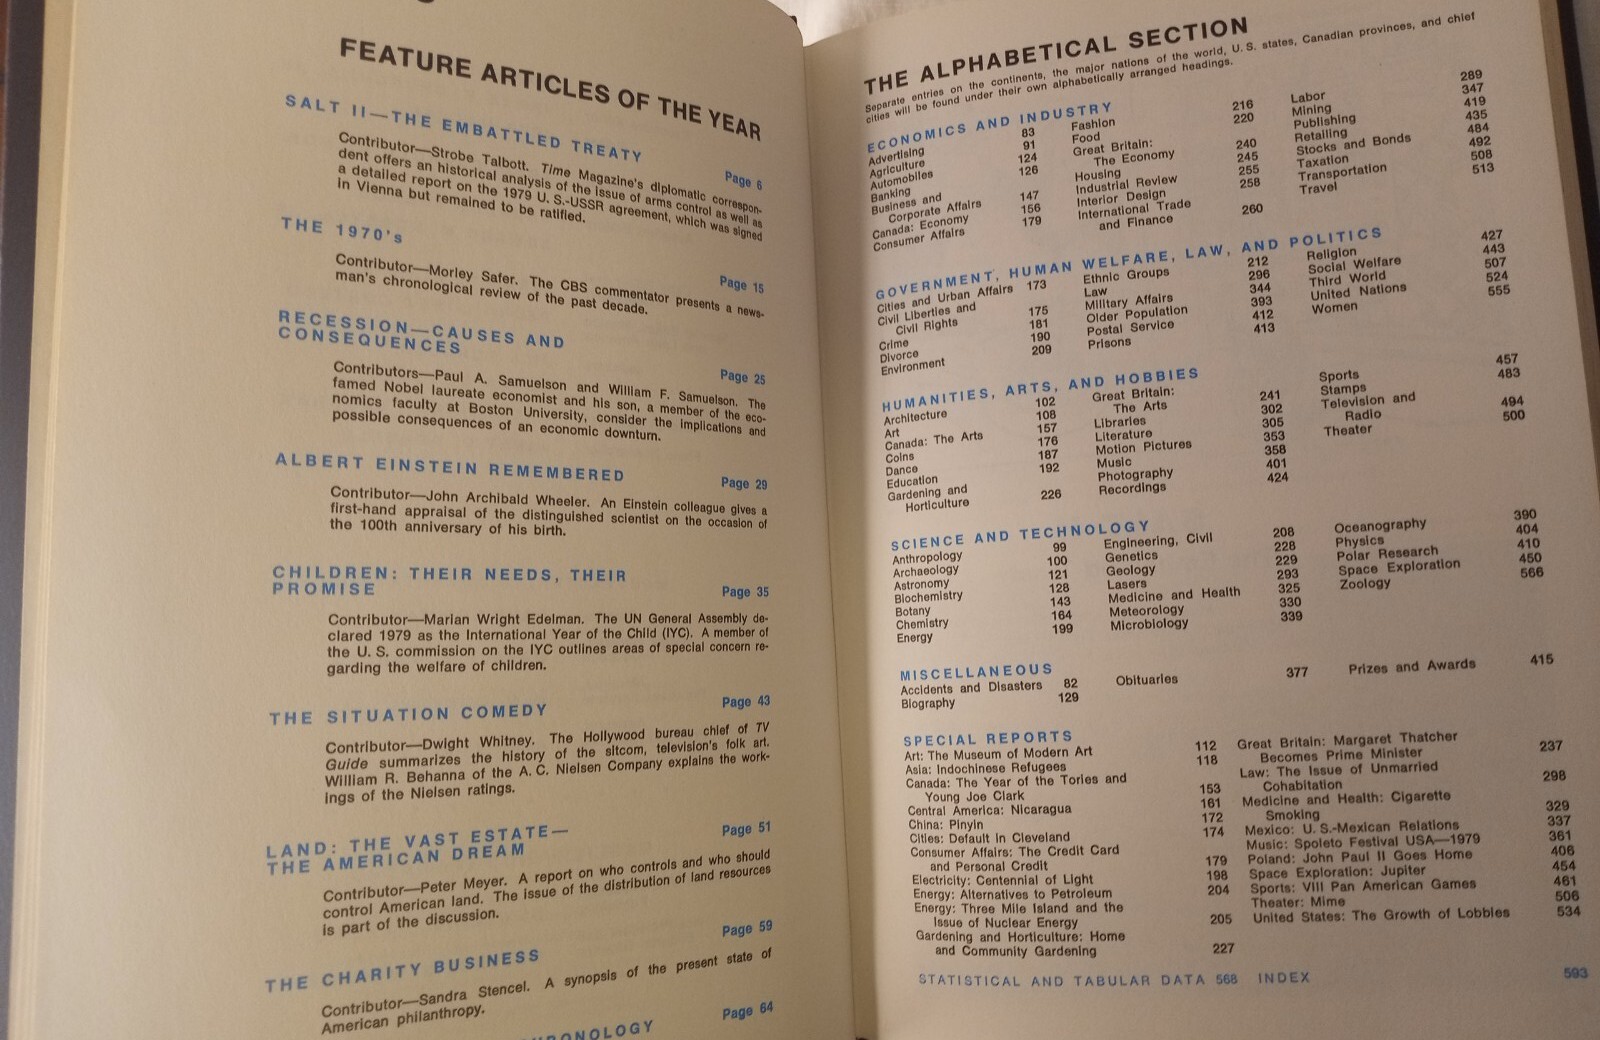 FEATURE ARTICLES OF THE YEAR
SALT II—THE EMBATTLED TREATY
Page 6
Contributor—Strobe Talbott. Time Magazine's diplomatic correspon-
dent offers an historical analysis of the issue of arms control as well as
a detailed report on the 1979 U. S.-USSR agreement, which was signed
in Vienna but remained to be ratified.
THE 1970's
Page 15
Contributor—Morley Safer. The CBS commentator presents a news-
man's chronological review of the past decade.
RECESSION—CAUSES AND
CONSEQUENCES
Page 25
Contributors—Paul A. Samuelson and William F. Samuelson. The
famed Nobel laureate economist and his son, a member of the eco-
nomics faculty at Boston University, consider the implications and
possible consequences of an economic downturn.
ALBERT EINSTEIN REMEMBERED
Page 29
Contributor—John Archibald Wheeler. An Einstein colleague gives a
first-hand appraisal of the distinguished scientist on the occasion of
the 100th anniversary of his birth.
CHILDREN: THEIR NEEDS, THEIR
PROMISE
Page 35
Contributor—Marian Wright Edelman. The UN General Assembly de-
clared 1979 as the International Year of the Child (IYC). A member of
the U. S. commission on the IYC outlines areas of special concern re-
garding the welfare of children.
THE SITUATION COMEDY
Page 43
Contributor—Dwight Whitney. The Hollywood bureau chief of TV
Guide summarizes the history of the sitcom, television's folk art.
William R. Behanna of the A. C. Nielsen Company explains the work-
ings of the Nielsen ratings.
LAND: THE VAST ESTATE—
THE AMERICAN DREAM
Page 51
Contributor—Peter Meyer. A report on who controls and who should
control American land. The issue of the distribution of land resources
is part of the discussion.
THE CHARITY BUSINESS
Page 59
Contributor—Sandra Stencel. A synopsis of the present state of
American philanthropy.
Page 64
THE ALPHABETICAL SECTION
Separate entries on the continents, the major nations of the world, U. S. states, Canadian provinces, and chief
cities will be found under their own alphabetically arranged headings.
ECONOMICS AND INDUSTRY
Advertising 83
Agriculture 91
Automobiles 124
Banking 126
Business and
Corporate Affairs 147
Canada: Economy 156
Consumer Affairs 179
Fashion 216
Food 220
Great Britain:
The Economy 240
Housing 245
Industrial Review 255
Interior Design 258
International Trade
and Finance 260
Labor 289
Mining 347
Publishing 419
Retailing 435
Stocks and Bonds 484
Taxation 492
Transportation 508
Travel 513
GOVERNMENT, HUMAN WELFARE, LAW, AND POLITICS
Cities and Urban Affairs 173
Civil Liberties and
Civil Rights 175
Crime 181
Divorce 190
Environment 209
Ethnic Groups 212
Law 296
Military Affairs 344
Older Population 393
Postal Service 412
Prisons 413
Religion 427
Social Welfare 443
Third World 507
United Nations 524
Women 555
HUMANITIES, ARTS, AND HOBBIES
Architecture 102
Art 108
Canada: The Arts 157
Coins 176
Dance 187
Education 192
Gardening and
Horticulture 226
Great Britain:
The Arts 241
Libraries 302
Literature 305
Motion Pictures 353
Music 358
Photography 401
Recordings 424
Sports 457
Stamps 483
Television and
Radio 494
Theater 500
SCIENCE AND TECHNOLOGY
Anthropology 99
Archaeology 100
Astronomy 121
Biochemistry 128
Botany 143
Chemistry 164
Energy 199
Engineering, Civil 208
Genetics 228
Geology 229
Lasers 293
Medicine and Health 325
Meteorology 330
Microbiology 339
Oceanography 390
Physics 404
Polar Research 410
Space Exploration 450
Zoology 566
MISCELLANEOUS
Accidents and Disasters 82
Biography 129
Obituaries 377
Prizes and Awards 415
SPECIAL REPORTS
Art: The Museum of Modern Art 112
Asia: Indochinese Refugees 118
Canada: The Year of the Tories and
Young Joe Clark 153
Central America: Nicaragua 161
China: Pinyin 172
Cities: Default in Cleveland 174
Consumer Affairs: The Credit Card
and Personal Credit 179
Electricity: Centennial of Light 198
Energy: Alternatives to Petroleum 204
Energy: Three Mile Island and the
Issue of Nuclear Energy 205
Gardening and Horticulture: Home
and Community Gardening 227
Great Britain: Margaret Thatcher
Becomes Prime Minister 237
Law: The Issue of Unmarried
Cohabitation 298
Medicine and Health: Cigarette
Smoking 329
Mexico: U. S.-Mexican Relations 337
Music: Spoleto Festival USA—1979 361
Poland: John Paul II Goes Home 406
Space Exploration: Jupiter 454
Sports: VIII Pan American Games 461
Theater: Mime 506
United States: The Growth of Lobbies 534
STATISTICAL AND TABULAR DATA 568 INDEX 593